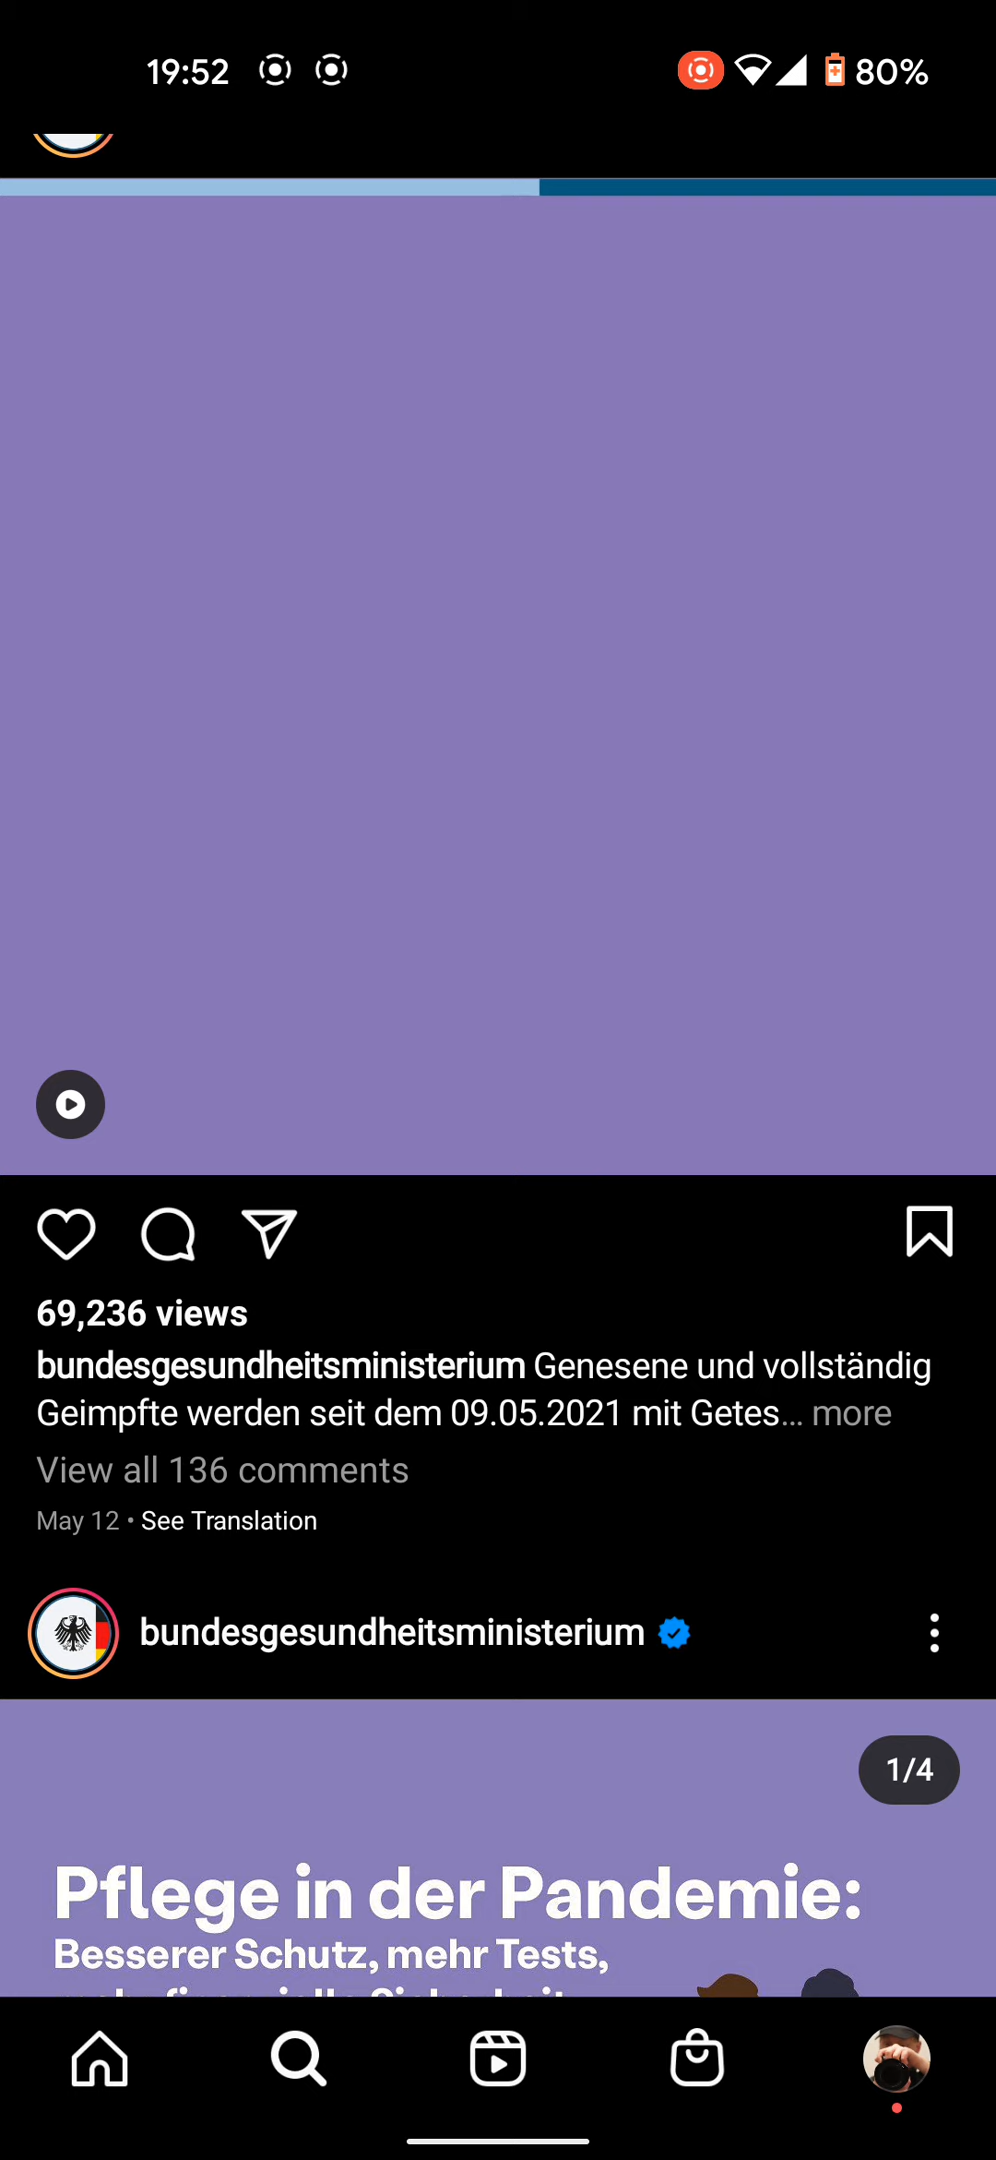 19:52
80%
69,236 views
bundesgesundheitsministerium Genesene und vollständig
Geimpfte werden seit dem 09.05.2021 mit Getes... more
View all 136 comments
May 12 • See Translation
bundesgesundheitsministerium
1/4
Pflege in der Pandemie:
Besserer Schutz, mehr Tests,